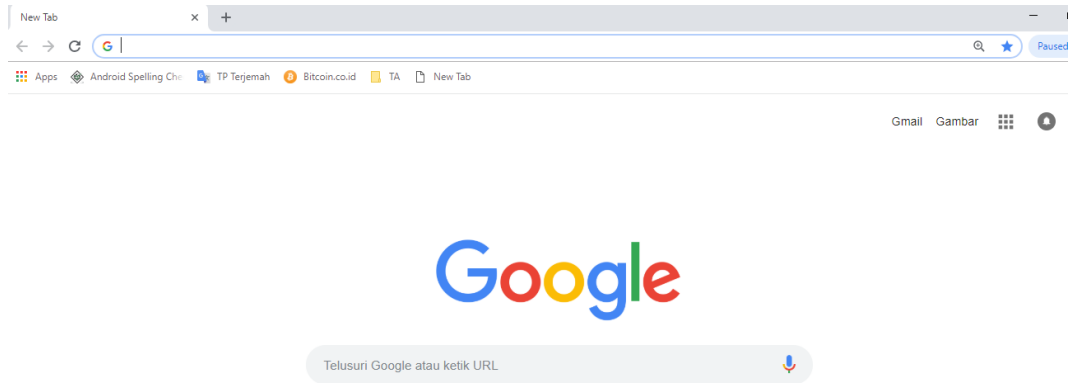 New Tab
Paused
Apps Android Spelling Che TP Terjemah Bitcoin.co.id TA New Tab
Gmail Gambar
Google
Telusuri Google atau ketik URL